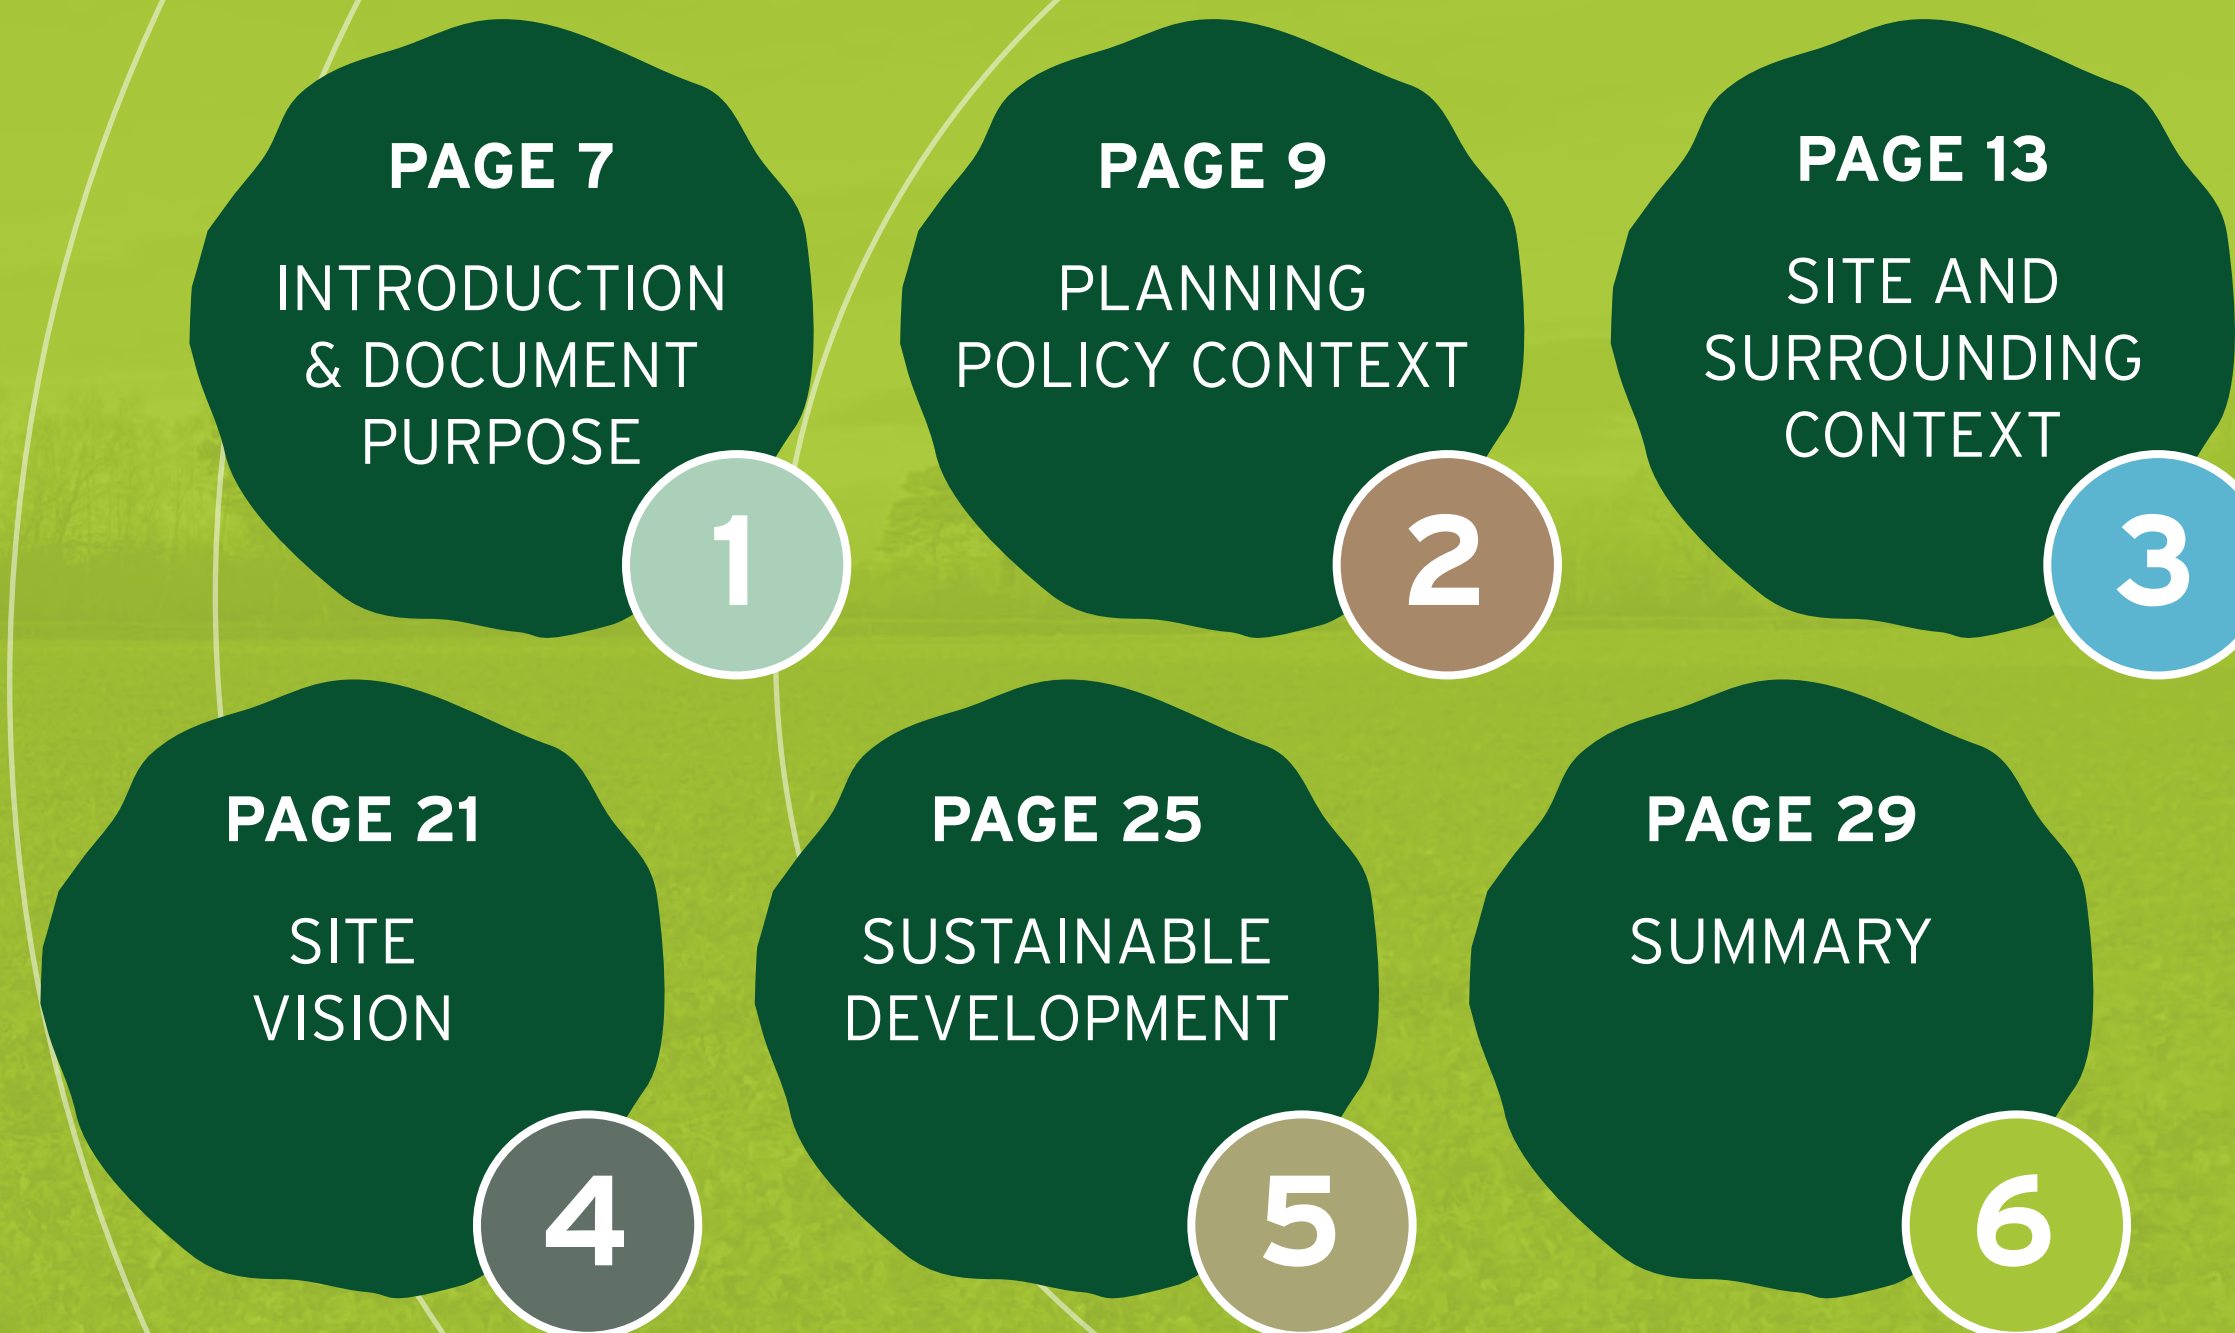 PAGE 7
INTRODUCTION
& DOCUMENT
PURPOSE
1
PAGE 9
PLANNING
POLICY CONTEXT
2
PAGE 13
SITE AND
SURROUNDING
CONTEXT
3
PAGE 21
SITE
VISION
4
PAGE 25
SUSTAINABLE
DEVELOPMENT
5
PAGE 29
SUMMARY
6